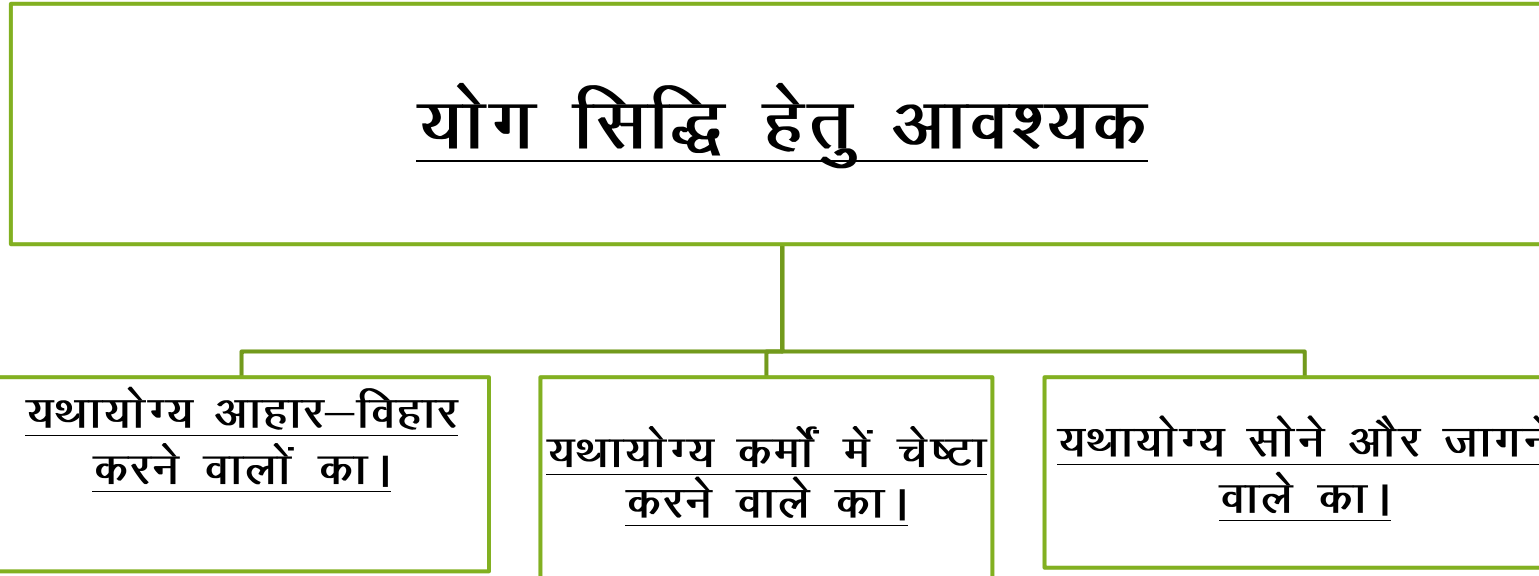 योग सिद्धि हेतु आवश्यक
यथायोग्य आहार–विहार
करने वालों का।
यथायोग्य कर्मों में चेष्टा
करने वाले का।
यथायोग्य सोने और जागने
वाले का।